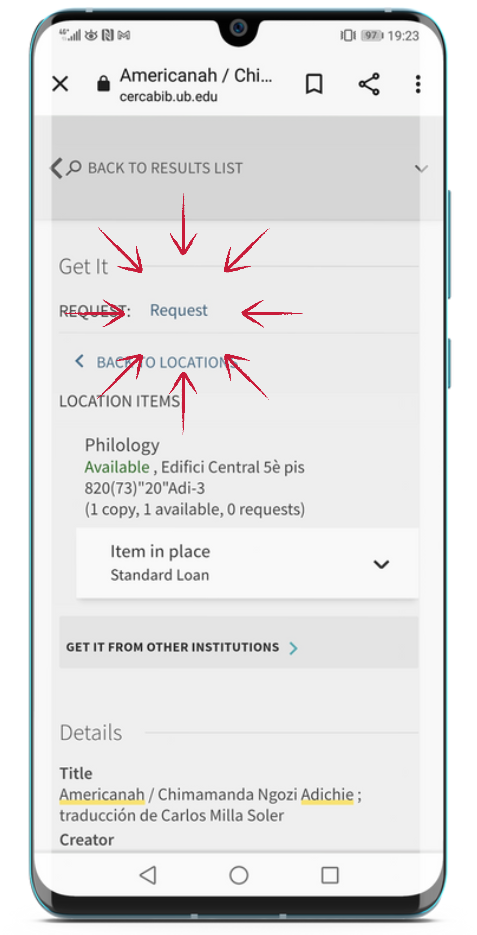 97 19:23
Americanah / Chi...
cercabib.ub.edu
BACK TO RESULTS LIST
Get It
REQUEST: Request
BACK TO LOCATIONS
LOCATION ITEMS
Philology
Available , Edifici Central 5è pis
820(73)"20"Adi-3
(1 copy, 1 available, 0 requests)
Item in place
Standard Loan
GET IT FROM OTHER INSTITUTIONS
Details
Title
Americanah / Chimamanda Ngozi Adichie ;
traducción de Carlos Milla Soler
Creator